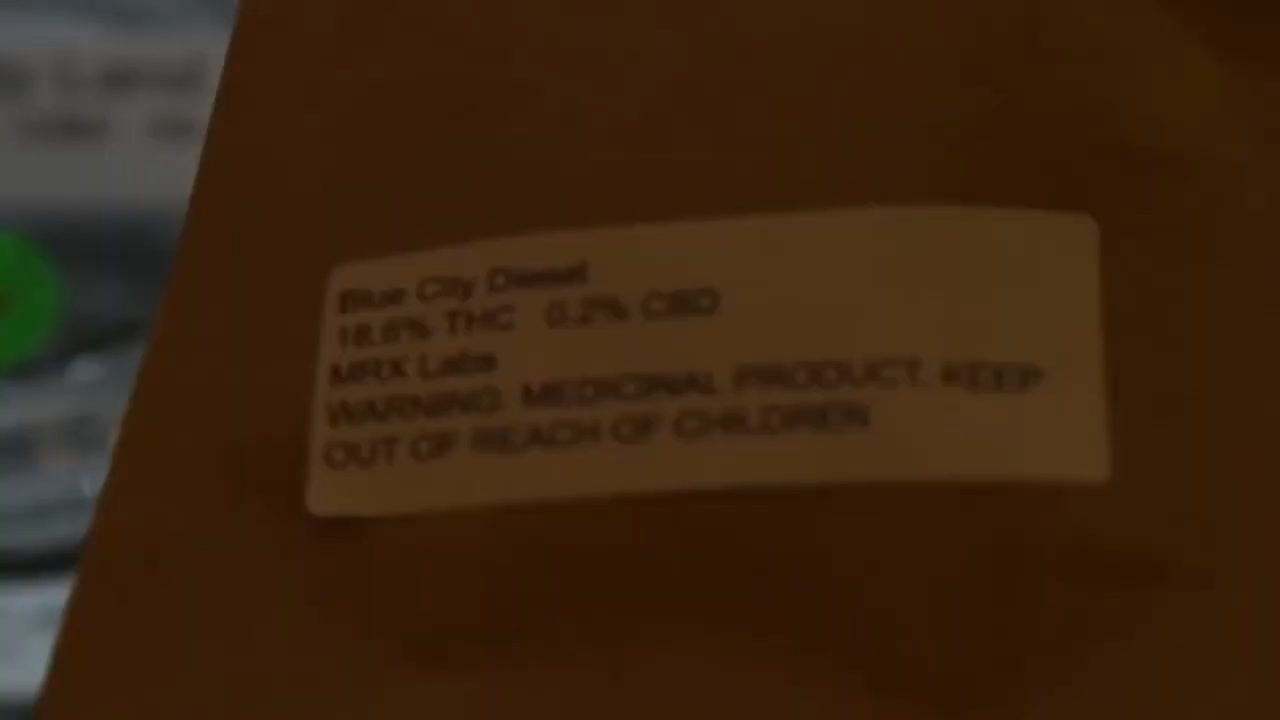 Blue City Diesel
18.6% THC 0.2% CBD
MRX Labs
WARNING: MEDICINAL PRODUCT. KEEP
OUT OF REACH OF CHILDREN